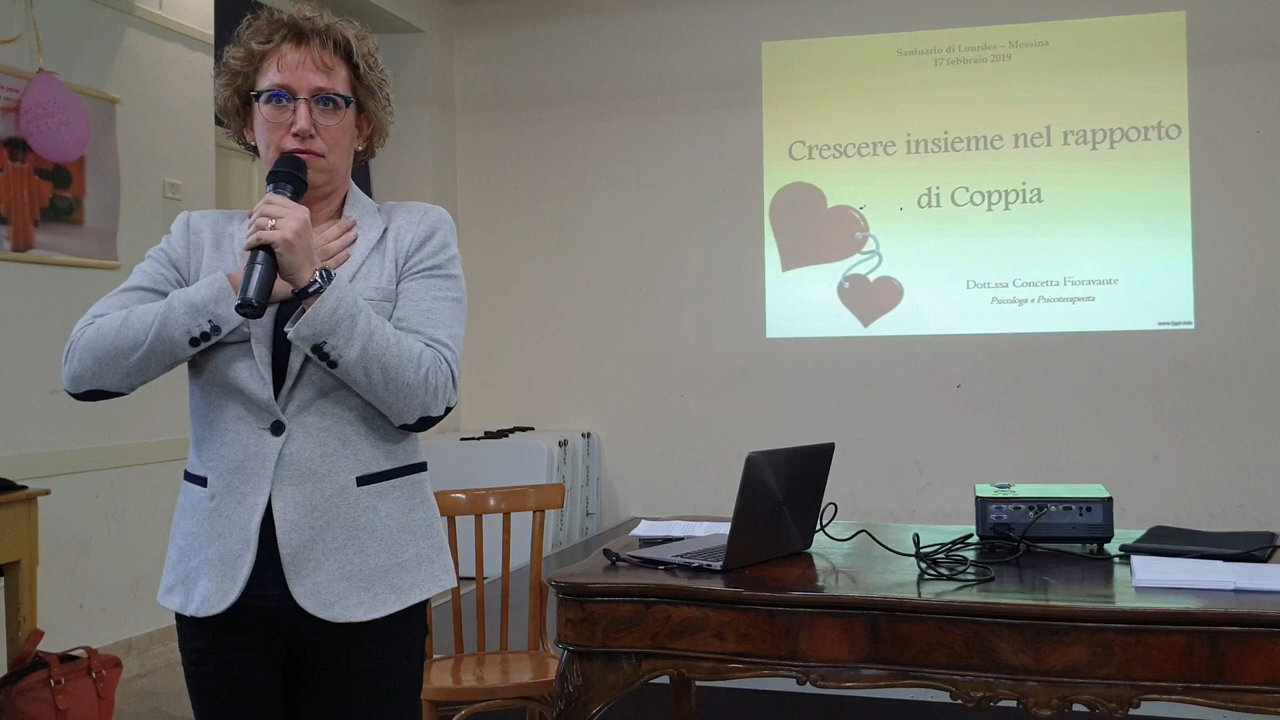 Santuario di Lourdes – Messina
17 febbraio 2019
Crescere insieme nel rapporto
di Coppia
Dott.ssa Concetta Fioravante
Psicologa e Psicoterapeuta